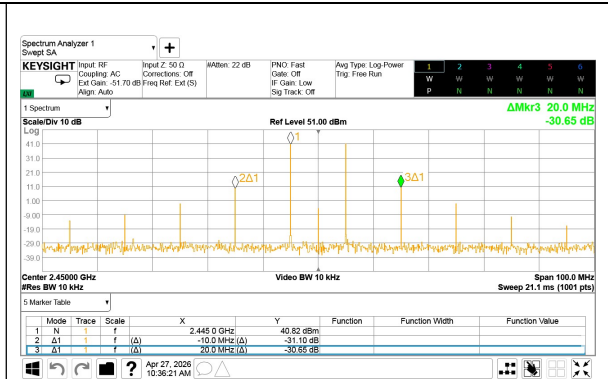 Spectrum Analyzer 1
Swept SA
+
KEYSIGHT
Input: RF
Coupling: AC
Ext Gain: -51.70 dB
Align: Auto
Input Z: 50 Ω
Corrections: Off
Freq Ref: Ext (S)
#Atten: 22 dB
PNO: Fast
Gate: Off
IF Gain: Low
Sig Track: Off
Avg Type: Log-Power
Trig: Free Run
1 2 3 4 5 6
W W W W W W
P N N N N N
1 Spectrum
ΔMkr3 20.0 MHz
-30.65 dB
Scale/Div 10 dB
Ref Level 51.00 dBm
Log
41.0
31.0
21.0
11.0
1.00
-9.00
-19.0
-29.0
-39.0
1
2Δ1
3Δ1
Center 2.45000 GHz
Video BW 10 kHz
Span 100.0 MHz
#Res BW 10 kHz
Sweep 21.1 ms (1001 pts)
5 Marker Table
Mode Trace Scale X Y Function Function Width Function Value
1 N 1 f 2.445 0 GHz 40.82 dBm
2 Δ1 1 f (Δ) -10.0 MHz (Δ) -31.10 dB
3 Δ1 1 f (Δ) 20.0 MHz (Δ) -30.65 dB
?
Apr 27, 2026
10:36:21 AM